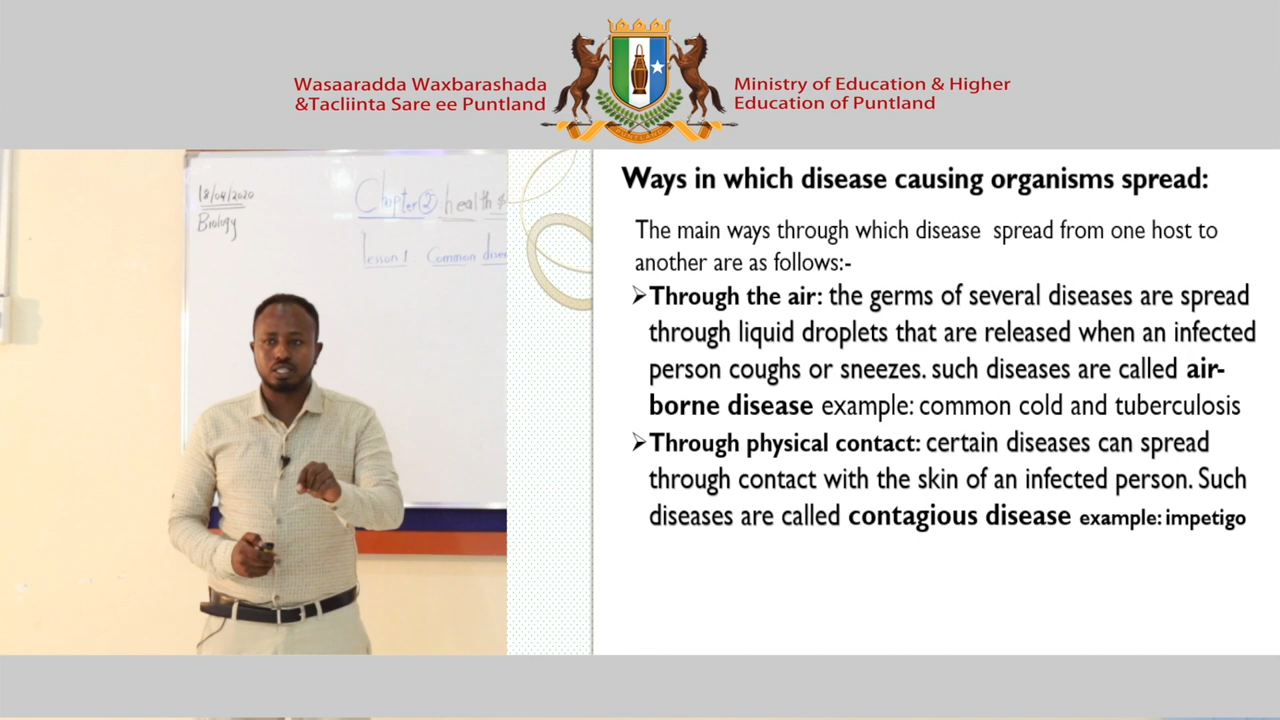 Wasaaradda Waxbarashada
&Tacliinta Sare ee Puntland
Ministry of Education & Higher
Education of Puntland
18/04/2020
Biology
Chapter 2 health &
lesson 1. Common
Ways in which disease causing organisms spread:
The main ways through which disease spread from one host to
another are as follows:-
➢Through the air: the germs of several diseases are spread
through liquid droplets that are released when an infected
person coughs or sneezes. such diseases are called air-
borne disease example: common cold and tuberculosis
➢Through physical contact: certain diseases can spread
through contact with the skin of an infected person. Such
diseases are called contagious disease example: impetigo